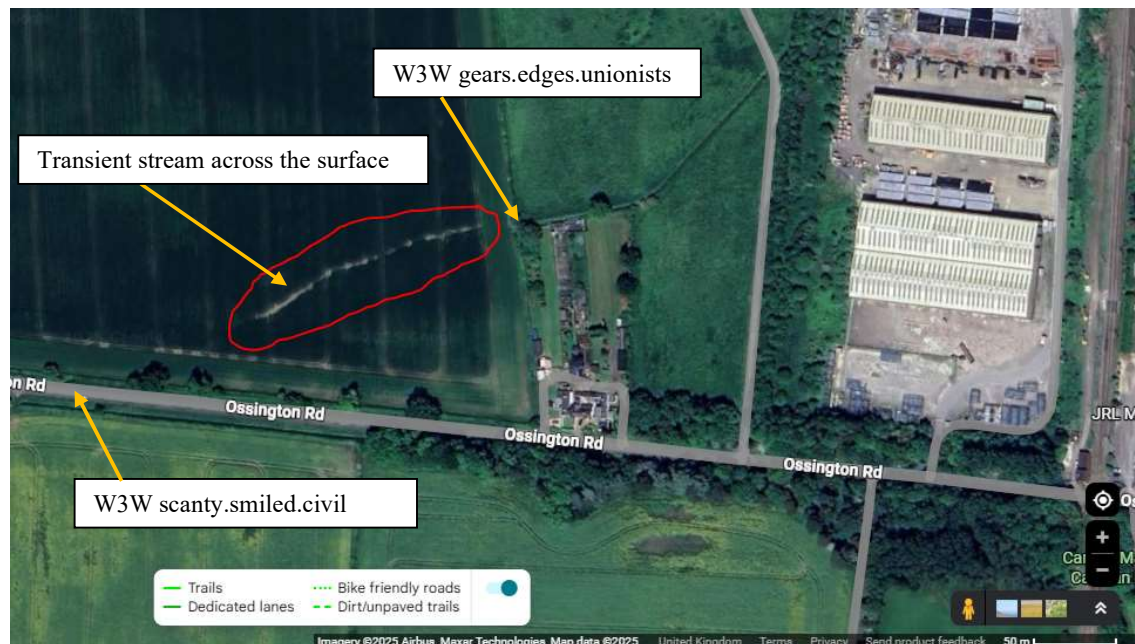 W3W gears.edges.unionists
Transient stream across the surface
on Rd
Ossington Rd
Ossington Rd
Ossington Rd
JRL M
W3W scanty.smiled.civil
Os
Trails
Bike friendly roads
Dedicated lanes
Dirt/unpaved trails
Imagery ©2025 Airbus, Maxar Technologies, Map data ©2025 United Kingdom Terms Privacy Send product feedback 50 m